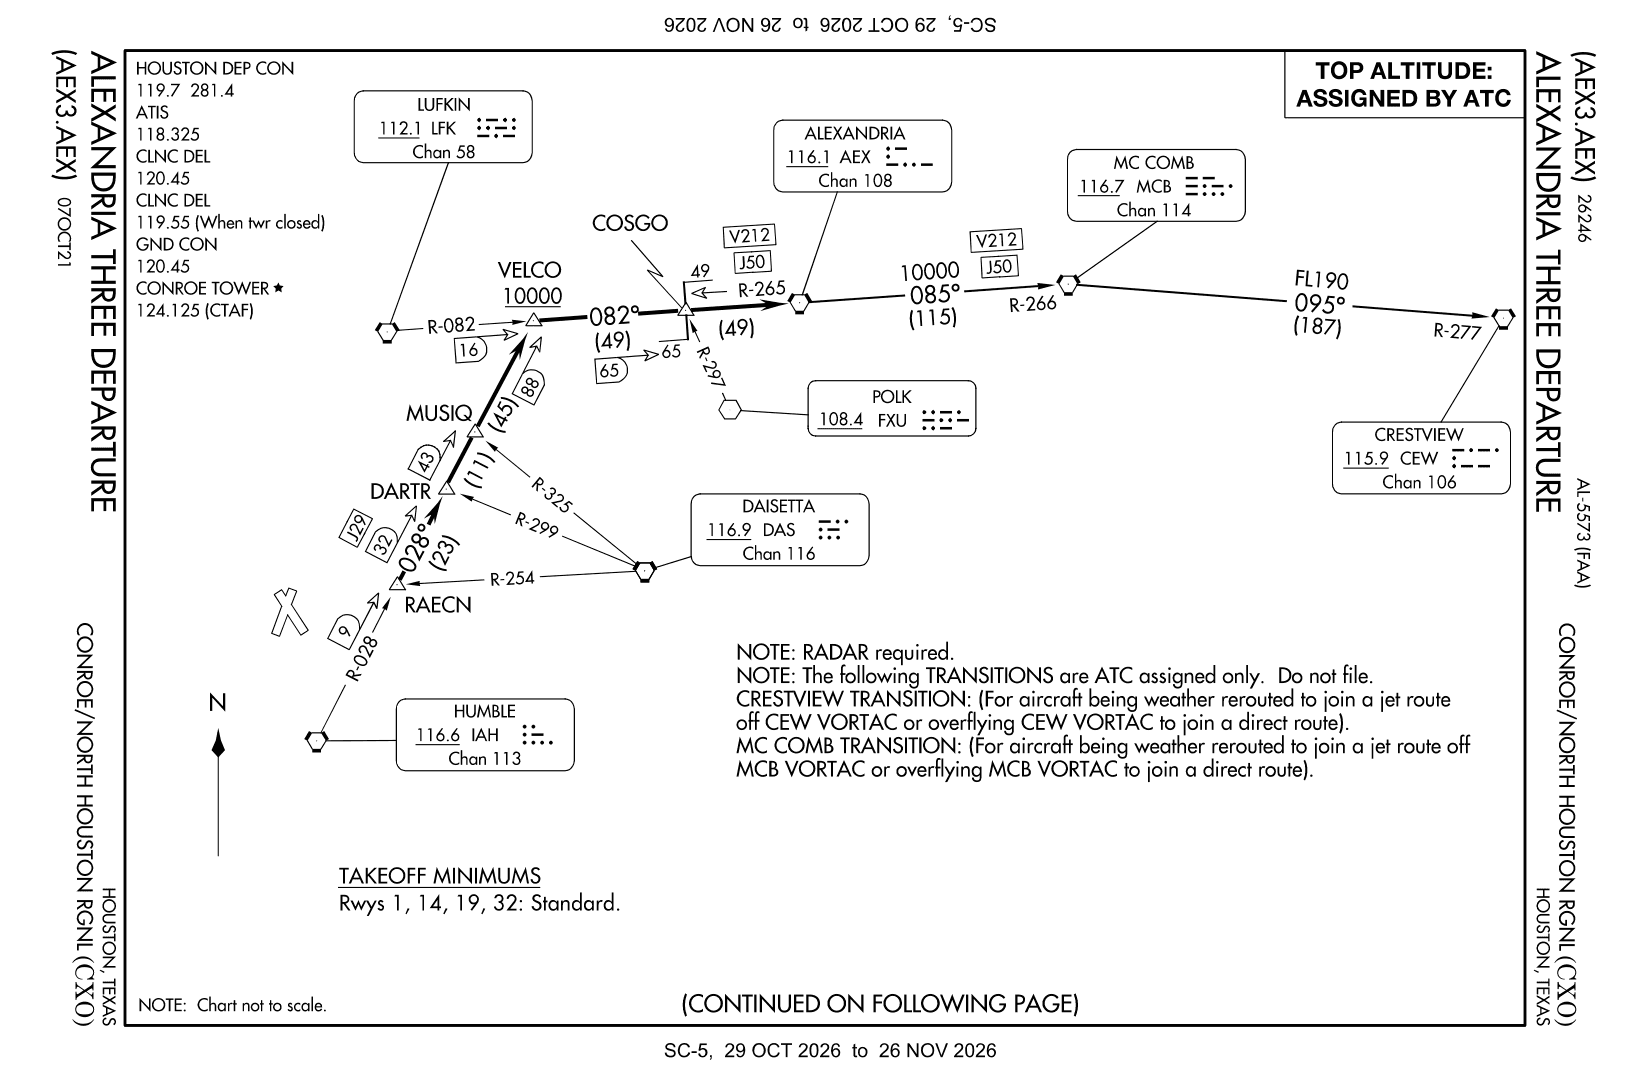 SC-5, 29 OCT 2026 to 26 NOV 2026
(AEX3.AEX) 07OCT21
ALEXANDRIA THREE DEPARTURE
CONROE/NORTH HOUSTON RGNL (CXO)
HOUSTON, TEXAS
HOUSTON DEP CON
119.7 281.4
ATIS
118.325
CLNC DEL
120.45
CLNC DEL
119.55 (When twr closed)
GND CON
120.45
CONROE TOWER ★
124.125 (CTAF)
TOP ALTITUDE:
ASSIGNED BY ATC
LUFKIN
112.1 LFK
Chan 58
ALEXANDRIA
116.1 AEX
Chan 108
MC COMB
116.7 MCB
Chan 114
COSGO
VELCO
10000
R-082
16
082°
(49)
65
65
49
R-265
V212
J50
(49)
V212
J50
10000
085°
(115)
R-266
FL190
095°
(187)
R-277
R-297
POLK
108.4 FXU
CRESTVIEW
115.9 CEW
Chan 106
88
(45)
MUSIQ
43
(11)
DARTR
J29
32
028°
(23)
RAECN
R-325
R-299
R-254
DAISETTA
116.9 DAS
Chan 116
9
R-028
HUMBLE
116.6 IAH
Chan 113
N
NOTE: RADAR required.
NOTE: The following TRANSITIONS are ATC assigned only. Do not file.
CRESTVIEW TRANSITION: (For aircraft being weather rerouted to join a jet route
off CEW VORTAC or overflying CEW VORTAC to join a direct route).
MC COMB TRANSITION: (For aircraft being weather rerouted to join a jet route off
MCB VORTAC or overflying MCB VORTAC to join a direct route).
TAKEOFF MINIMUMS
Rwys 1, 14, 19, 32: Standard.
NOTE: Chart not to scale.
(CONTINUED ON FOLLOWING PAGE)
(AEX3.AEX) 26246
ALEXANDRIA THREE DEPARTURE
AL-5573 (FAA)
CONROE/NORTH HOUSTON RGNL (CXO)
HOUSTON, TEXAS
SC-5, 29 OCT 2026 to 26 NOV 2026